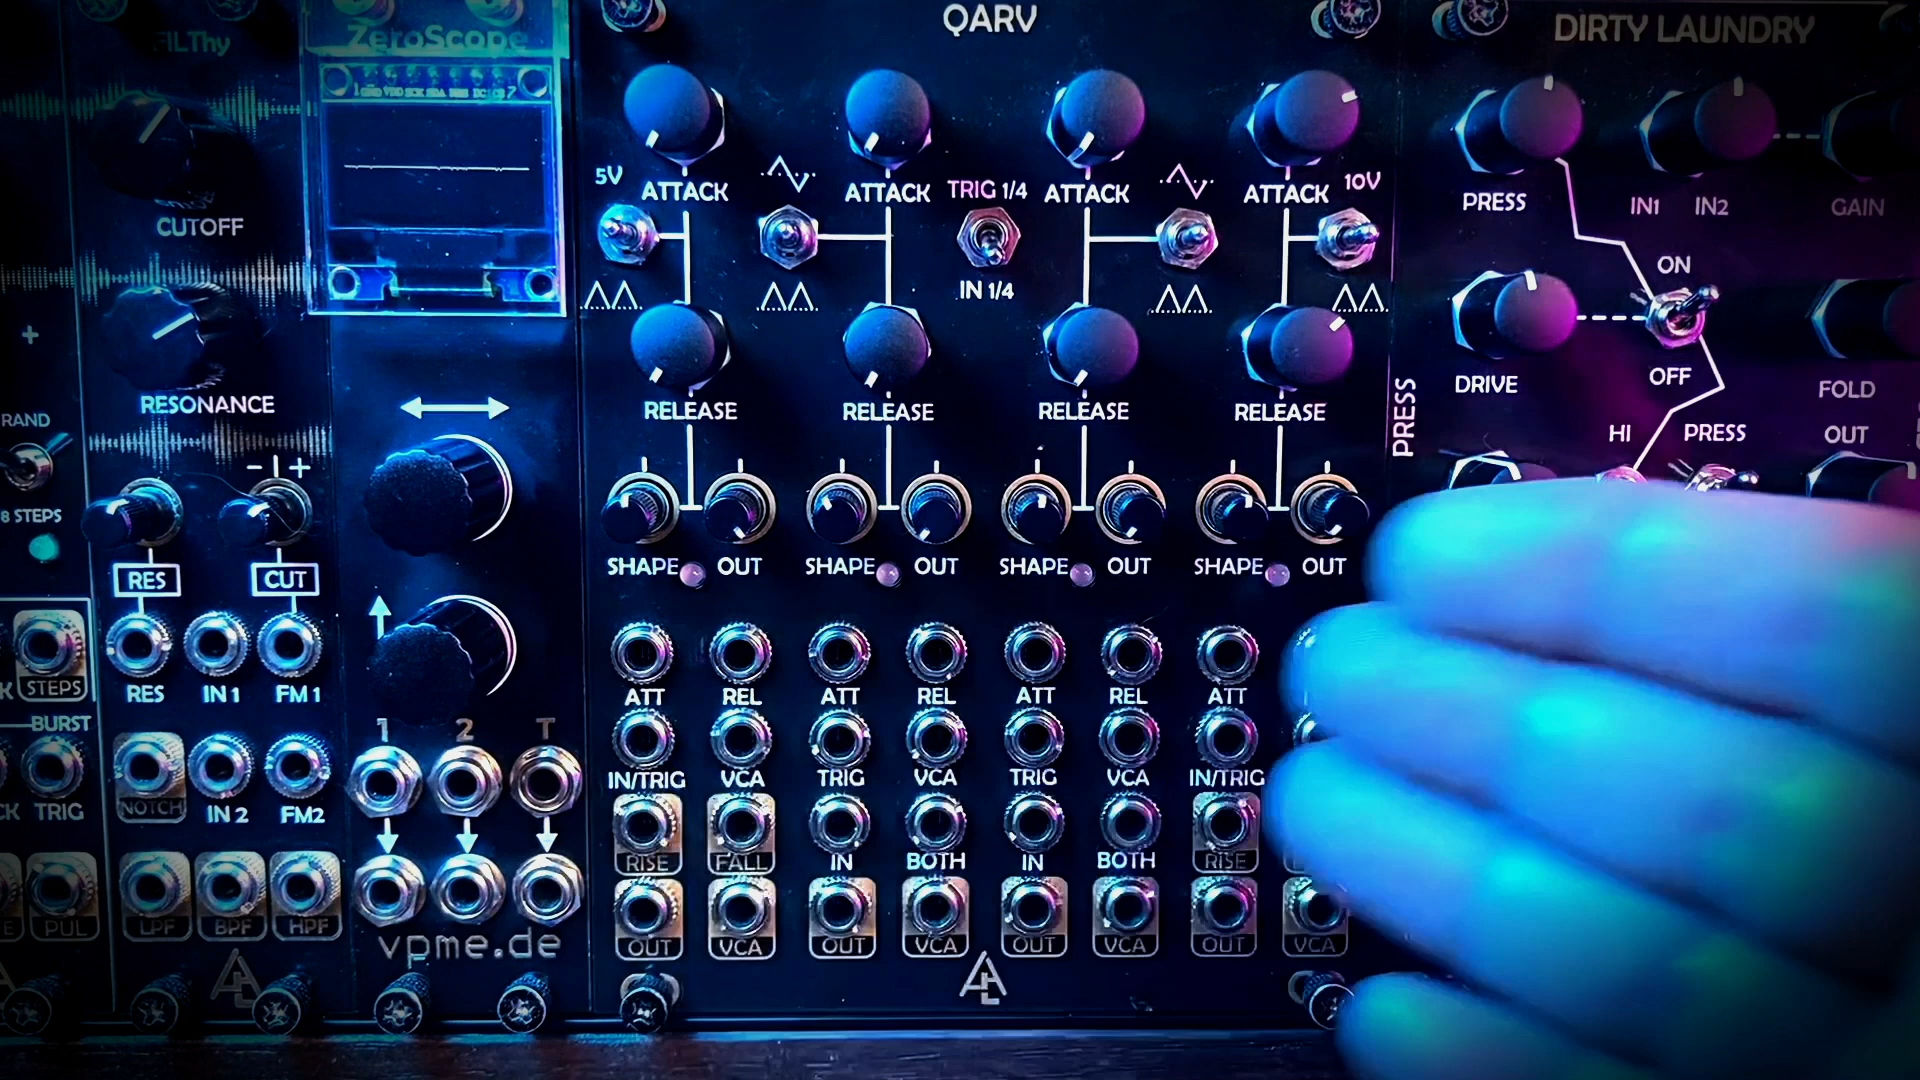 FILThy
CUTOFF
RESONANCE
+
RAND
8 STEPS
- | +
RES
CUT
RES
IN 1
FM 1
STEPS
BURST
TRIG
NOTCH
IN 2
FM2
PUL
LPF
BPF
HPF
ZeroScope
1
2
T
vpme.de
QARV
5V
ATTACK
ATTACK
TRIG 1/4
ATTACK
ATTACK
10V
IN 1/4
RELEASE
RELEASE
RELEASE
RELEASE
SHAPE
OUT
SHAPE
OUT
SHAPE
OUT
SHAPE
OUT
ATT
REL
ATT
REL
ATT
REL
ATT
IN/TRIG
VCA
TRIG
VCA
TRIG
VCA
IN/TRIG
RISE
FALL
IN
BOTH
IN
BOTH
RISE
OUT
VCA
OUT
VCA
OUT
VCA
OUT
VCA
DIRTY LAUNDRY
PRESS
IN1
IN2
GAIN
ON
DRIVE
OFF
FOLD
PRESS
HI
PRESS
OUT